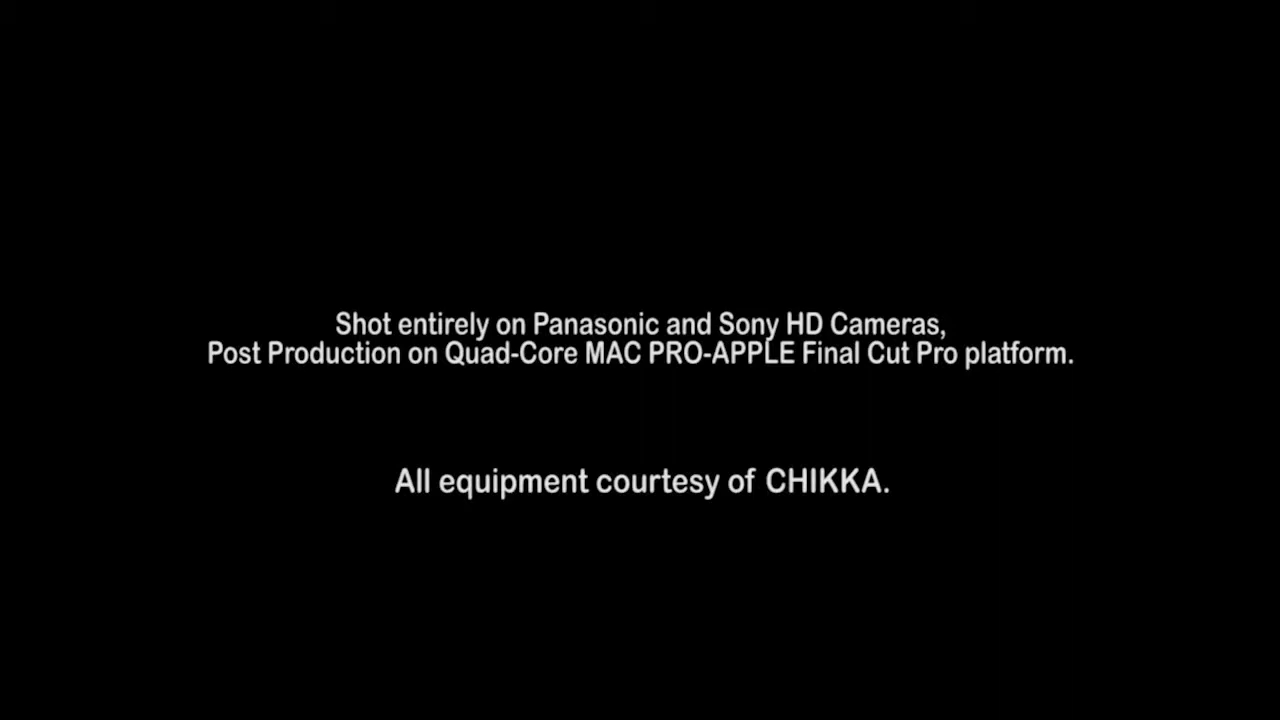 Shot entirely on Panasonic and Sony HD Cameras,
Post Production on Quad-Core MAC PRO-APPLE Final Cut Pro platform.
All equipment courtesy of CHIKKA.